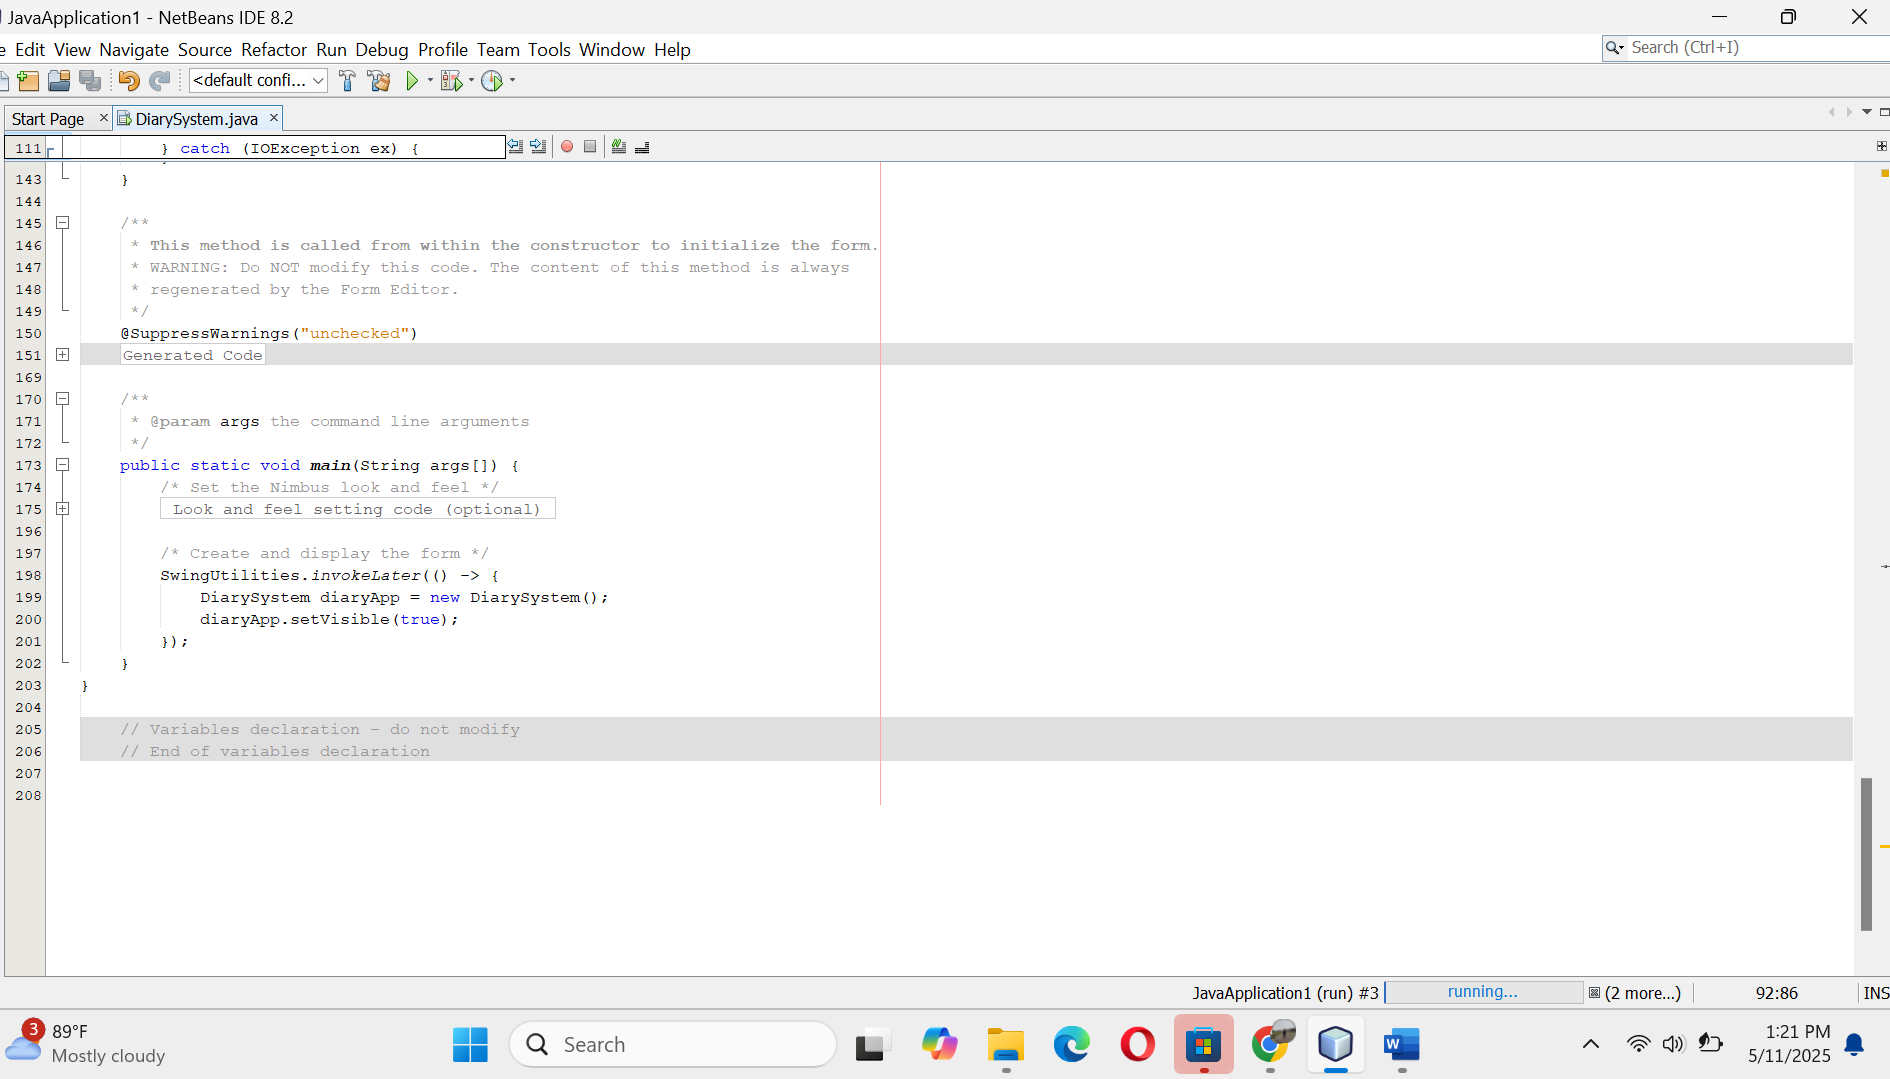 JavaApplication1 - NetBeans IDE 8.2
e Edit View Navigate Source Refactor Run Debug Profile Team Tools Window Help
Search (Ctrl+I)
<default confi...
Start Page
DiarySystem.java
111 } catch (IOException ex) {
143 }
144
145 /**
146 * This method is called from within the constructor to initialize the form.
147 * WARNING: Do NOT modify this code. The content of this method is always
148 * regenerated by the Form Editor.
149 */
150 @SuppressWarnings("unchecked")
151 Generated Code
169
170 /**
171 * @param args the command line arguments
172 */
173 public static void main(String args[]) {
174 /* Set the Nimbus look and feel */
175 Look and feel setting code (optional)
196
197 /* Create and display the form */
198 SwingUtilities.invokeLater(() -> {
199 DiarySystem diaryApp = new DiarySystem();
200 diaryApp.setVisible(true);
201 });
202 }
203 }
204
205 // Variables declaration - do not modify
206 // End of variables declaration
207
208
JavaApplication1 (run) #3 running... (2 more...) 92:86 INS
3
89°F
Mostly cloudy
Search
W
1:21 PM
5/11/2025